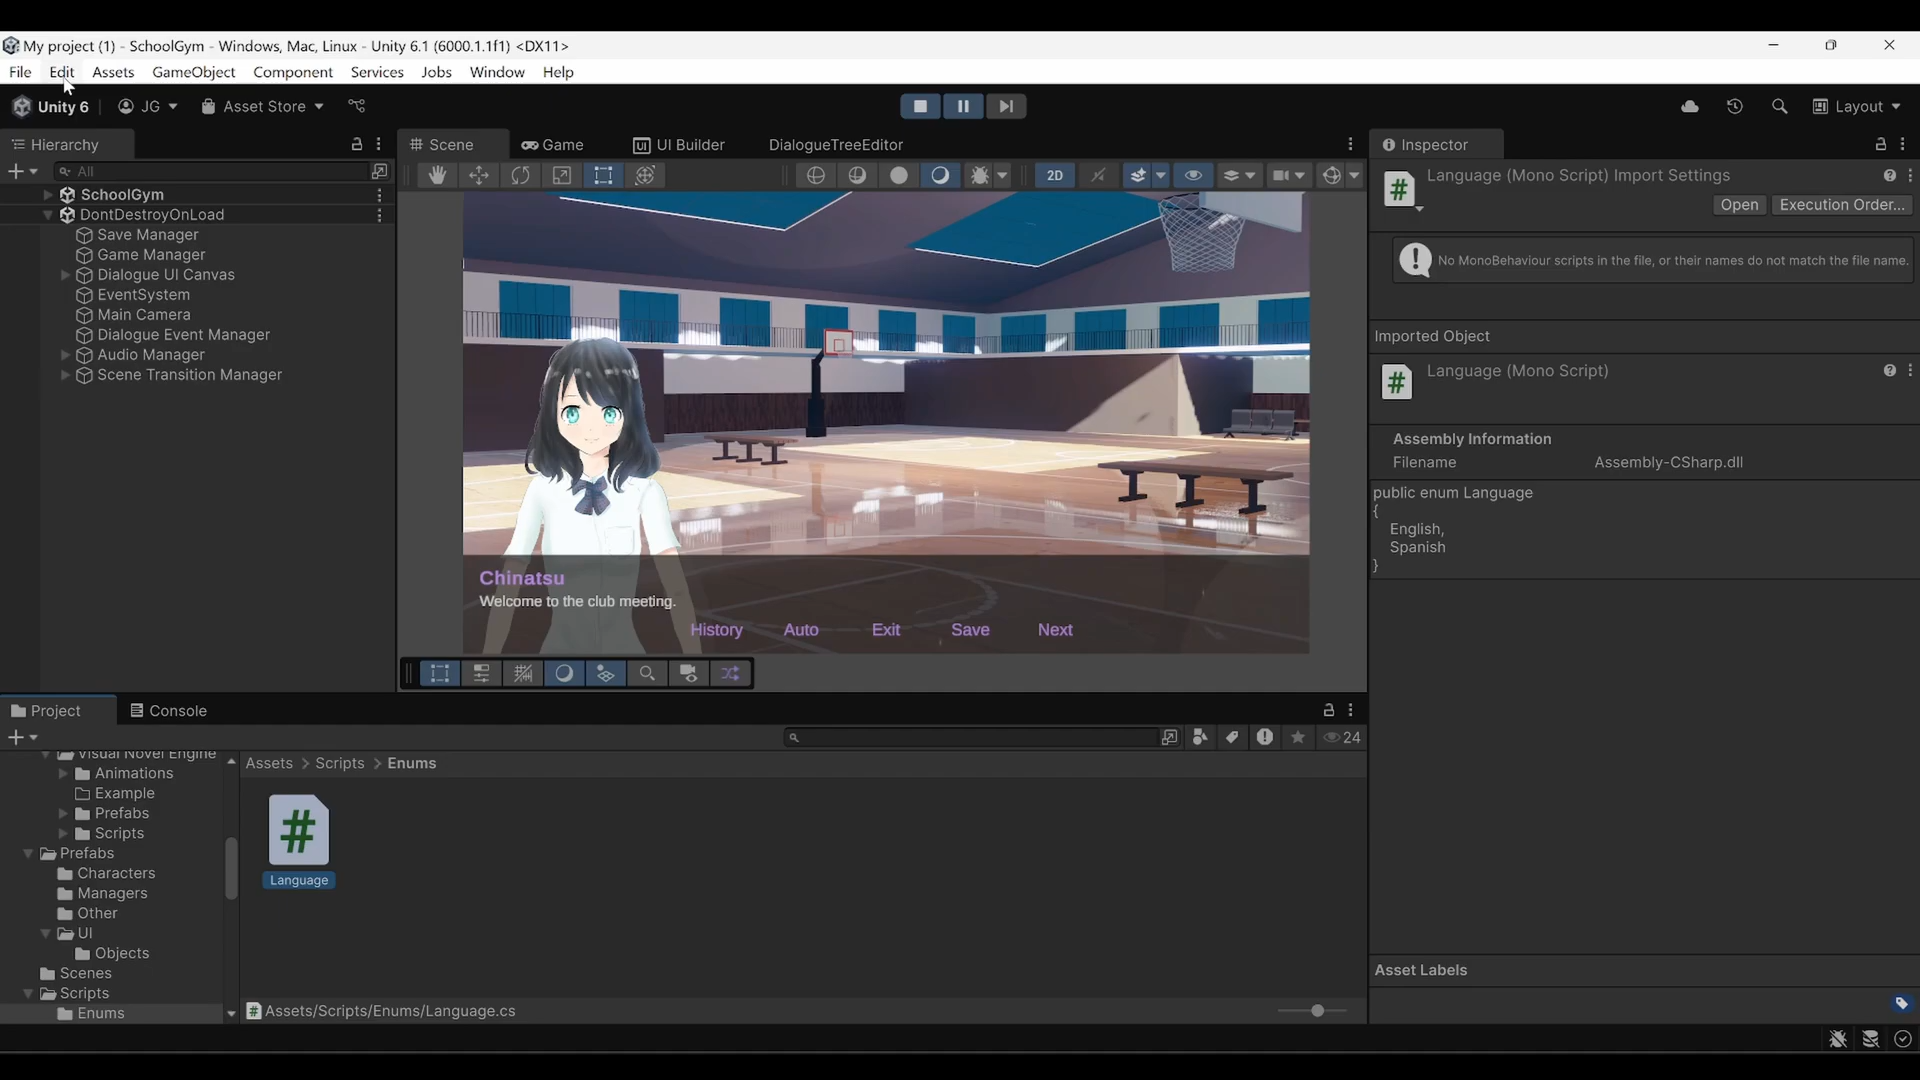 My project (1) - SchoolGym - Windows, Mac, Linux - Unity 6.1 (6000.1.1f1) <DX11>
File Edit Assets GameObject Component Services Jobs Window Help
Unity 6 JG Asset Store Layout
Hierarchy
Scene Game UI Builder DialogueTreeEditor
Inspector
All
2D
SchoolGym
DontDestroyOnLoad
Save Manager
Game Manager
Dialogue UI Canvas
EventSystem
Main Camera
Dialogue Event Manager
Audio Manager
Scene Transition Manager
Chinatsu
Welcome to the club meeting.
History Auto Exit Save Next
Language (Mono Script) Import Settings
Open Execution Order...
No MonoBehaviour scripts in the file, or their names do not match the file name.
Imported Object
Language (Mono Script)
Assembly Information
Filename Assembly-CSharp.dll
public enum Language
{
English,
Spanish
}
Asset Labels
Project Console
24
Visual Novel Engine
Animations
Example
Prefabs
Scripts
Prefabs
Characters
Managers
Other
UI
Objects
Scenes
Scripts
Enums
Assets > Scripts > Enums
#
Language
Assets/Scripts/Enums/Language.cs